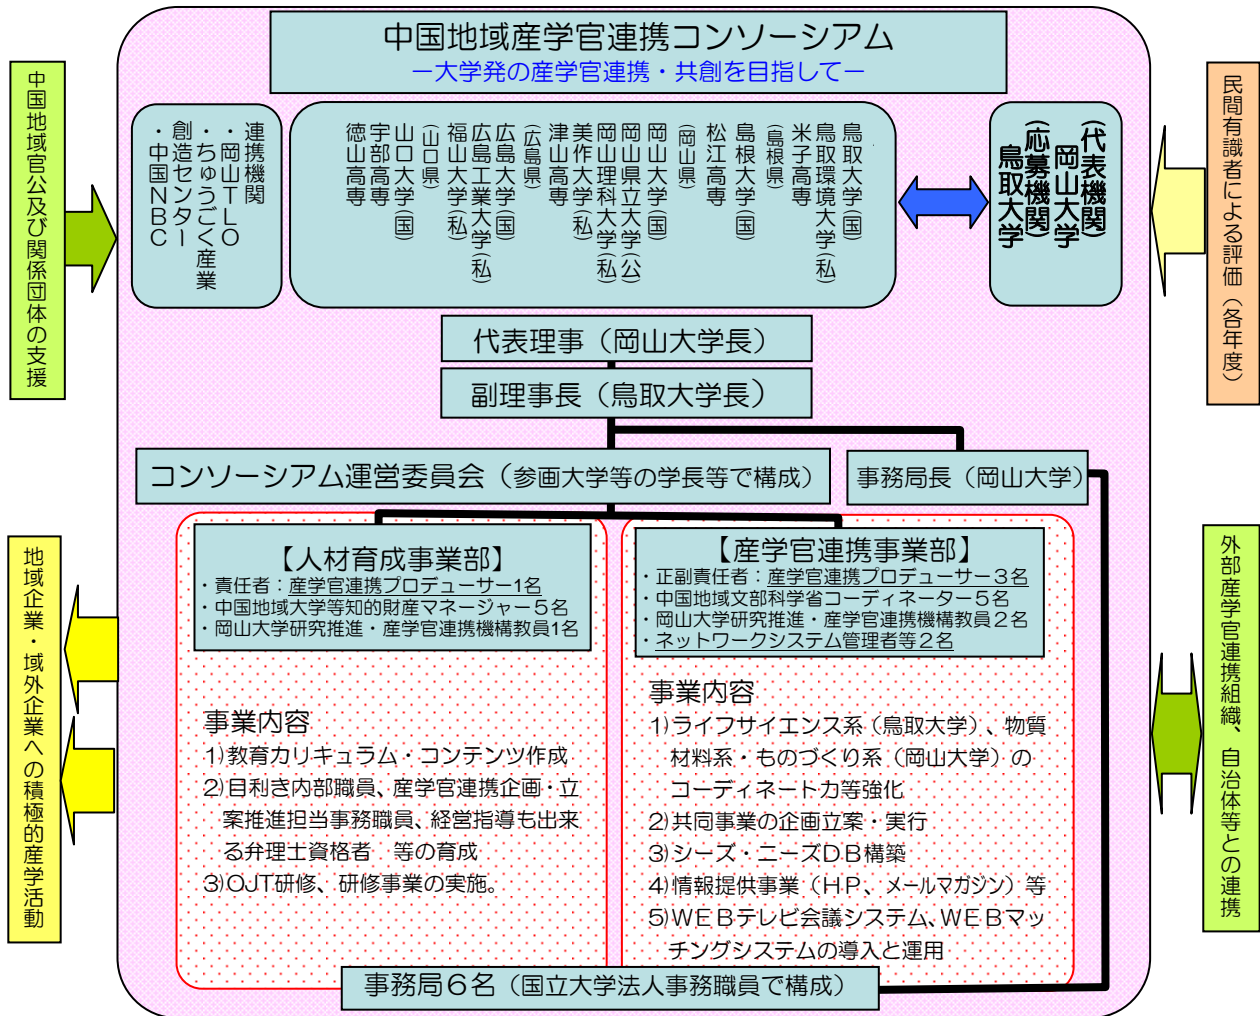 中国地域産学官連携コンソーシアム
－大学発の産学官連携・共創を目指して－
中国地域官公及び関係団体の支援
連携機関
・岡山TLO
・ちゅうごく産業
創造センター
・中国NBC
鳥取大学(国)
鳥取環境大学(私)
米子高専
(島根県)
島根大学(国)
松江高専
(岡山県)
岡山大学(国)
岡山県立大学(公)
岡山理科大学(私)
美作大学(私)
津山高専
(広島県)
広島大学(国)
広島工業大学(私)
福山大学(私)
(山口県)
山口大学(国)
宇部高専
徳山高専
(代表機関)
岡山大学
(応募機関)
鳥取大学
民間有識者による評価(各年度)
代表理事(岡山大学長)
副理事長(鳥取大学長)
コンソーシアム運営委員会(参画大学等の学長等で構成)
事務局長(岡山大学)
【人材育成事業部】
・責任者：産学官連携プロデューサー1名
・中国地域大学等知的財産マネージャー５名
・岡山大学研究推進・産学官連携機構教員1名
事業内容
1)教育カリキュラム・コンテンツ作成
2)目利き内部職員、産学官連携企画・立
案推進担当事務職員、経営指導も出来
る弁理士資格者　等の育成
3)OJT研修、研修事業の実施。
【産学官連携事業部】
・正副責任者：産学官連携プロデューサー３名
・中国地域文部科学省コーディネーター５名
・岡山大学研究推進・産学官連携機構教員２名
・ネットワークシステム管理者等２名
事業内容
1)ライフサイエンス系(鳥取大学)、物質
材料系・ものづくり系(岡山大学)の
コーディネート力等強化
2)共同事業の企画立案・実行
3)シーズ・ニーズDB構築
4)情報提供事業(HP、メールマガジン)等
5)WEBテレビ会議システム、WEBマッ
チングシステムの導入と運用
事務局６名(国立大学法人事務職員で構成)
地域企業・域外企業への積極的産学活動
外部産学官連携組織、自治体等との連携